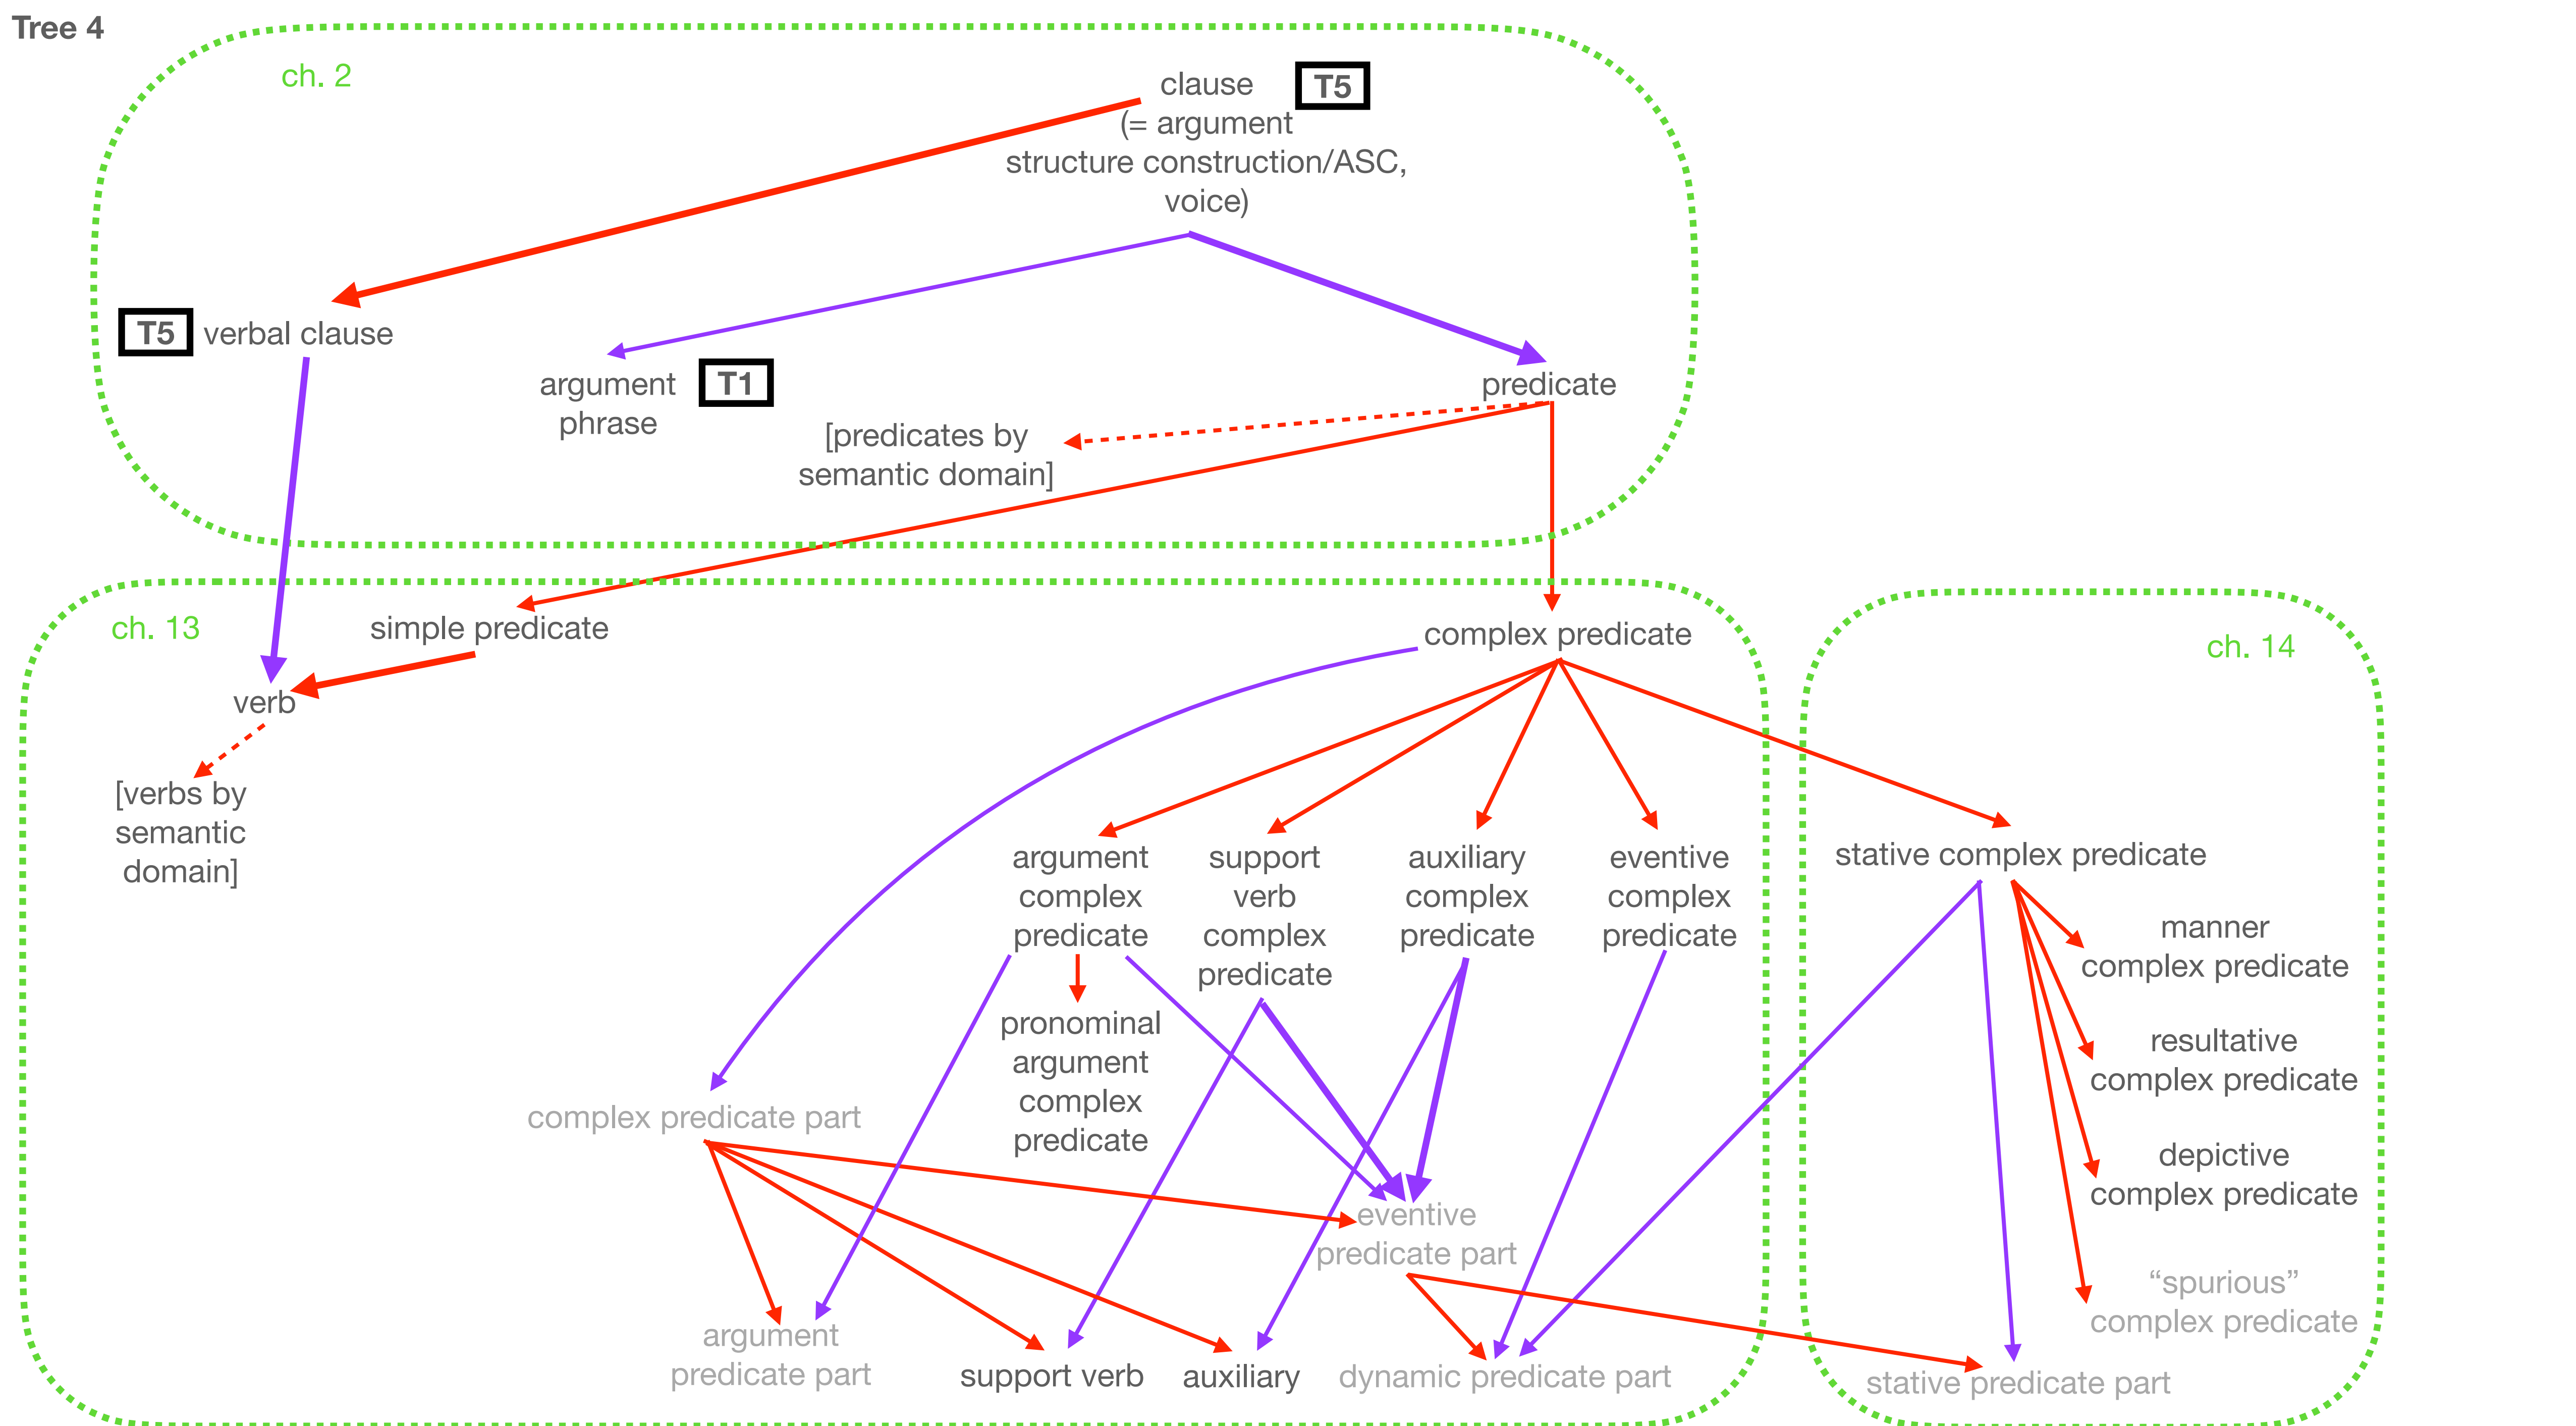 Tree 4
ch. 2
clause
T5
(= argument
structure construction/ASC,
voice)
T5
verbal clause
argument
phrase
T1
predicate
[predicates by
semantic domain]
ch. 13
simple predicate
complex predicate
ch. 14
verb
[verbs by
semantic
domain]
argument
complex
predicate
support
verb
complex
predicate
auxiliary
complex
predicate
eventive
complex
predicate
stative complex predicate
manner
complex predicate
pronominal
argument
complex
predicate
resultative
complex predicate
complex predicate part
depictive
complex predicate
eventive
predicate part
“spurious”
complex predicate
argument
predicate part
support verb
auxiliary
dynamic predicate part
stative predicate part